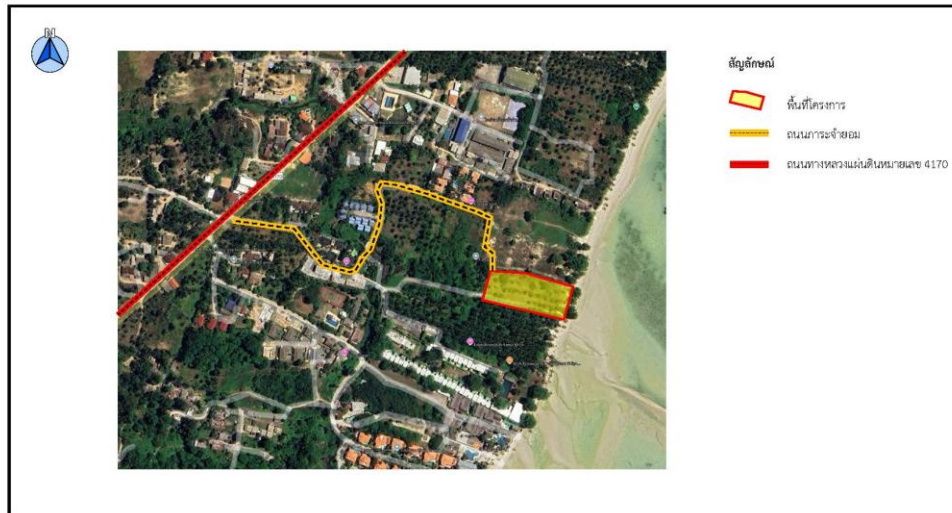 N
สัญลักษณ์
พื้นที่โครงการ
ถนนภาระจำยอม
ถนนทางหลวงแผ่นดินหมายเลข 4170